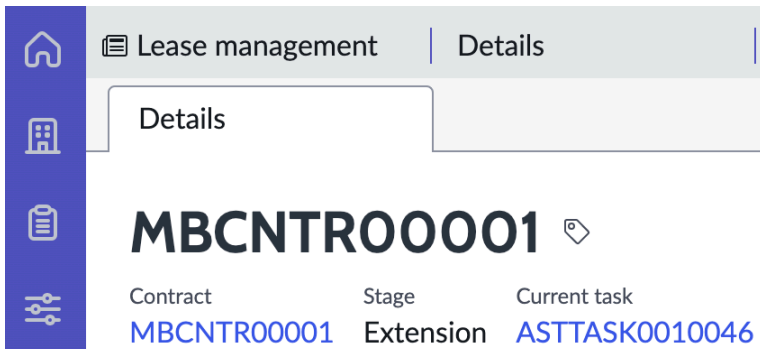 Lease management Details
Details
MBCNTR00001
Contract Stage Current task
MBCNTR00001 Extension ASTTASK0010046